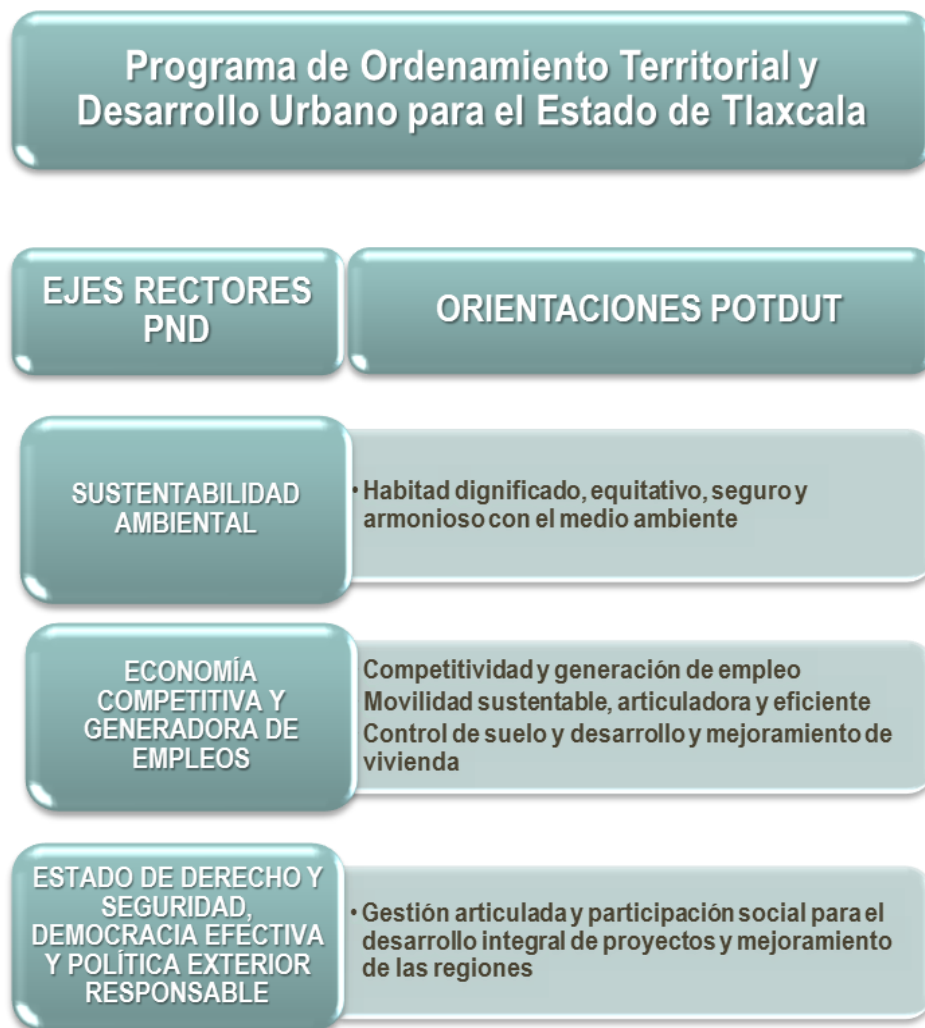 Programa de Ordenamiento Territorial y
Desarrollo Urbano para el Estado de Tlaxcala
EJES RECTORES
PND
ORIENTACIONES POTDUT
SUSTENTABILIDAD
AMBIENTAL
• Habitad dignificado, equitativo, seguro y
armonioso con el medio ambiente
ECONOMÍA
COMPETITIVA Y
GENERADORA DE
EMPLEOS
Competitividad y generación de empleo
Movilidad sustentable, articuladora y eficiente
Control de suelo y desarrollo y mejoramiento de
vivienda
ESTADO DE DERECHO Y
SEGURIDAD,
DEMOCRACIA EFECTIVA
Y POLÍTICA EXTERIOR
RESPONSABLE
• Gestión articulada y participación social para el
desarrollo integral de proyectos y mejoramiento
de las regiones